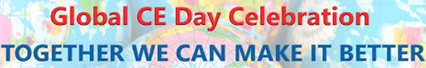 Global CE Day Celebration
TOGETHER WE CAN MAKE IT BETTER